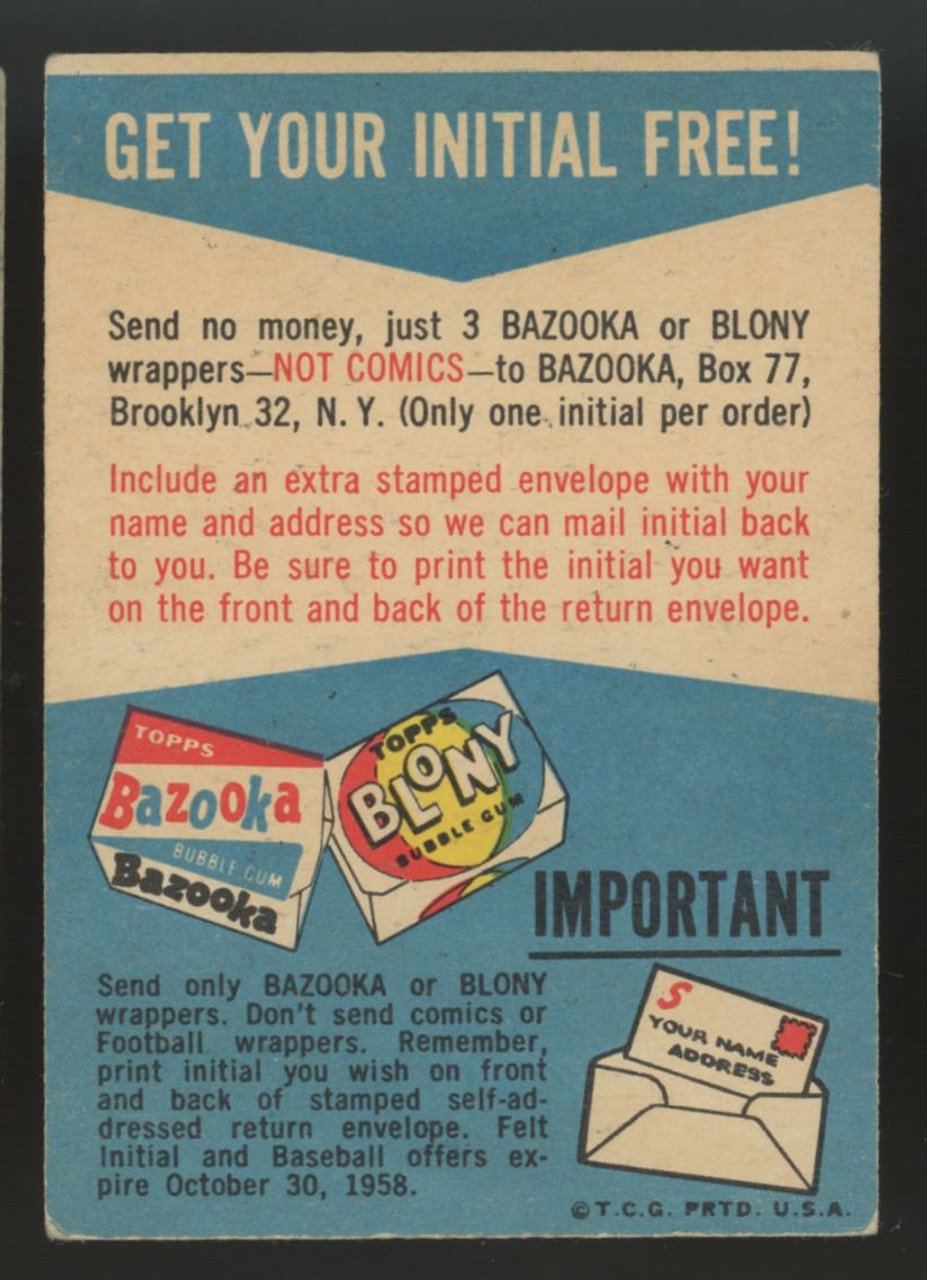 GET YOUR INITIAL FREE!
Send no money, just 3 BAZOOKA or BLONY
wrappers—NOT COMICS—to BAZOOKA, Box 77,
Brooklyn 32, N. Y. (Only one initial per order)
Include an extra stamped envelope with your
name and address so we can mail initial back
to you. Be sure to print the initial you want
on the front and back of the return envelope.
TOPPS
Bazooka
BUBBLE GUM
Bazooka
TOPPS
BLONY
BUBBLE GUM
IMPORTANT
Send only BAZOOKA or BLONY
wrappers. Don't send comics or
Football wrappers. Remember,
print initial you wish on front
and back of stamped self-ad-
dressed return envelope. Felt
Initial and Baseball offers ex-
pire October 30, 1958.
S
YOUR NAME
ADDRESS
©T.C.G. PRTD. U.S.A.